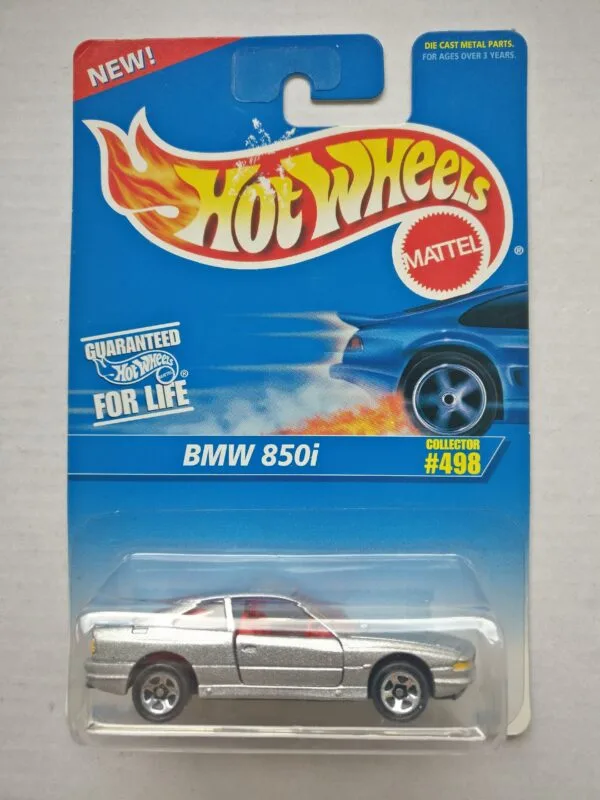 NEW!
DIE CAST METAL PARTS.
FOR AGES OVER 3 YEARS.
HOT WHEELS
MATTEL
®
GUARANTEED
HOT WHEELS
MATTEL
®
FOR LIFE
BMW 850i
COLLECTOR
#498